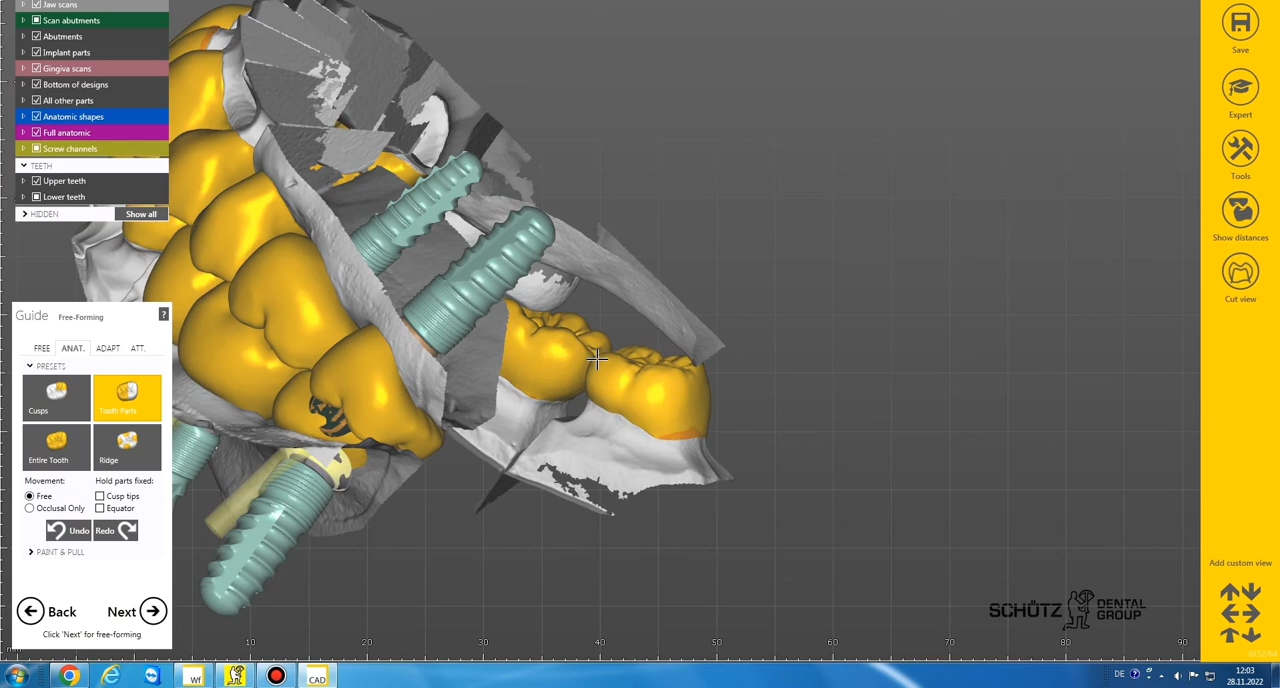 Jaw scans
Scan abutments
Abutments
Implant parts
Gingiva scans
Bottom of designs
All other parts
Anatomic shapes
Full anatomic
Screw channels
TEETH
Upper teeth
Lower teeth
HIDDEN Show all
Guide Free-Forming ?
FREE ANAT. ADAPT ATT.
PRESETS
Cusps Tooth Parts
Entire Tooth Ridge
Movement: Hold parts fixed:
Free Cusp tips
Occlusal Only Equator
Undo Redo
PAINT & PULL
Back Next
Click 'Next' for free-forming
mm 10 20 30 40 50 60 70 80 90
SCHÜTZ DENTAL GROUP
Save
Expert
Tools
Show distances
Cut view
Add custom view
Wf CAD
DE ? 12:03
28.11.2022